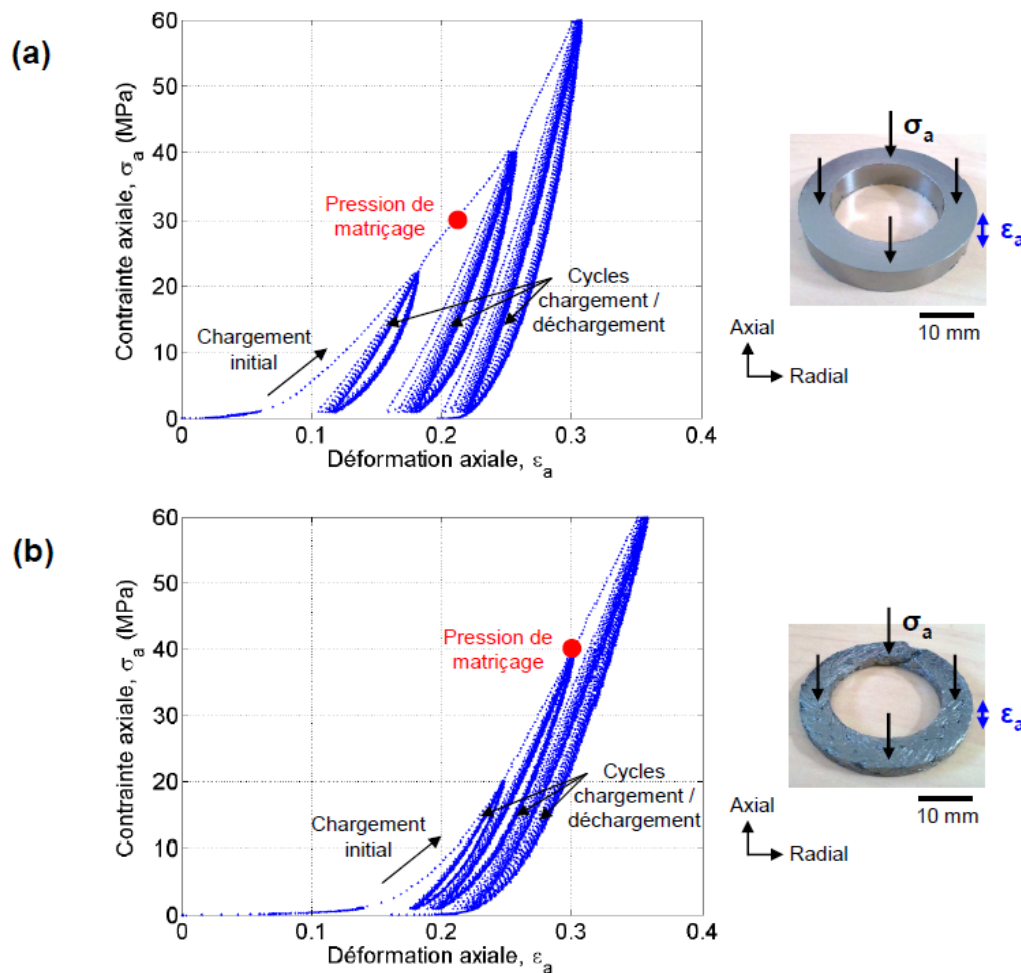 (a)
Contrainte axiale, σa (MPa)
60
50
40
30
20
10
0
Pression de
matriçage
Chargement
initial
Cycles
chargement /
déchargement
0
0.1
0.2
0.3
0.4
Déformation axiale, εa
σa
εa
10 mm
Axial
Radial
(b)
Contrainte axiale, σa (MPa)
60
50
40
30
20
10
0
Pression de
matriçage
Chargement
initial
Cycles
chargement /
déchargement
0
0.1
0.2
0.3
0.4
Déformation axiale, εa
σa
εa
10 mm
Axial
Radial